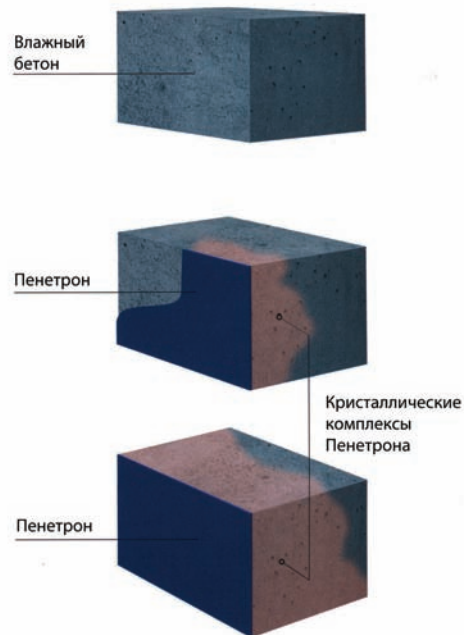 Влажный
бетон
Пенетрон
Кристаллические
комплексы
Пенетрона
Пенетрон